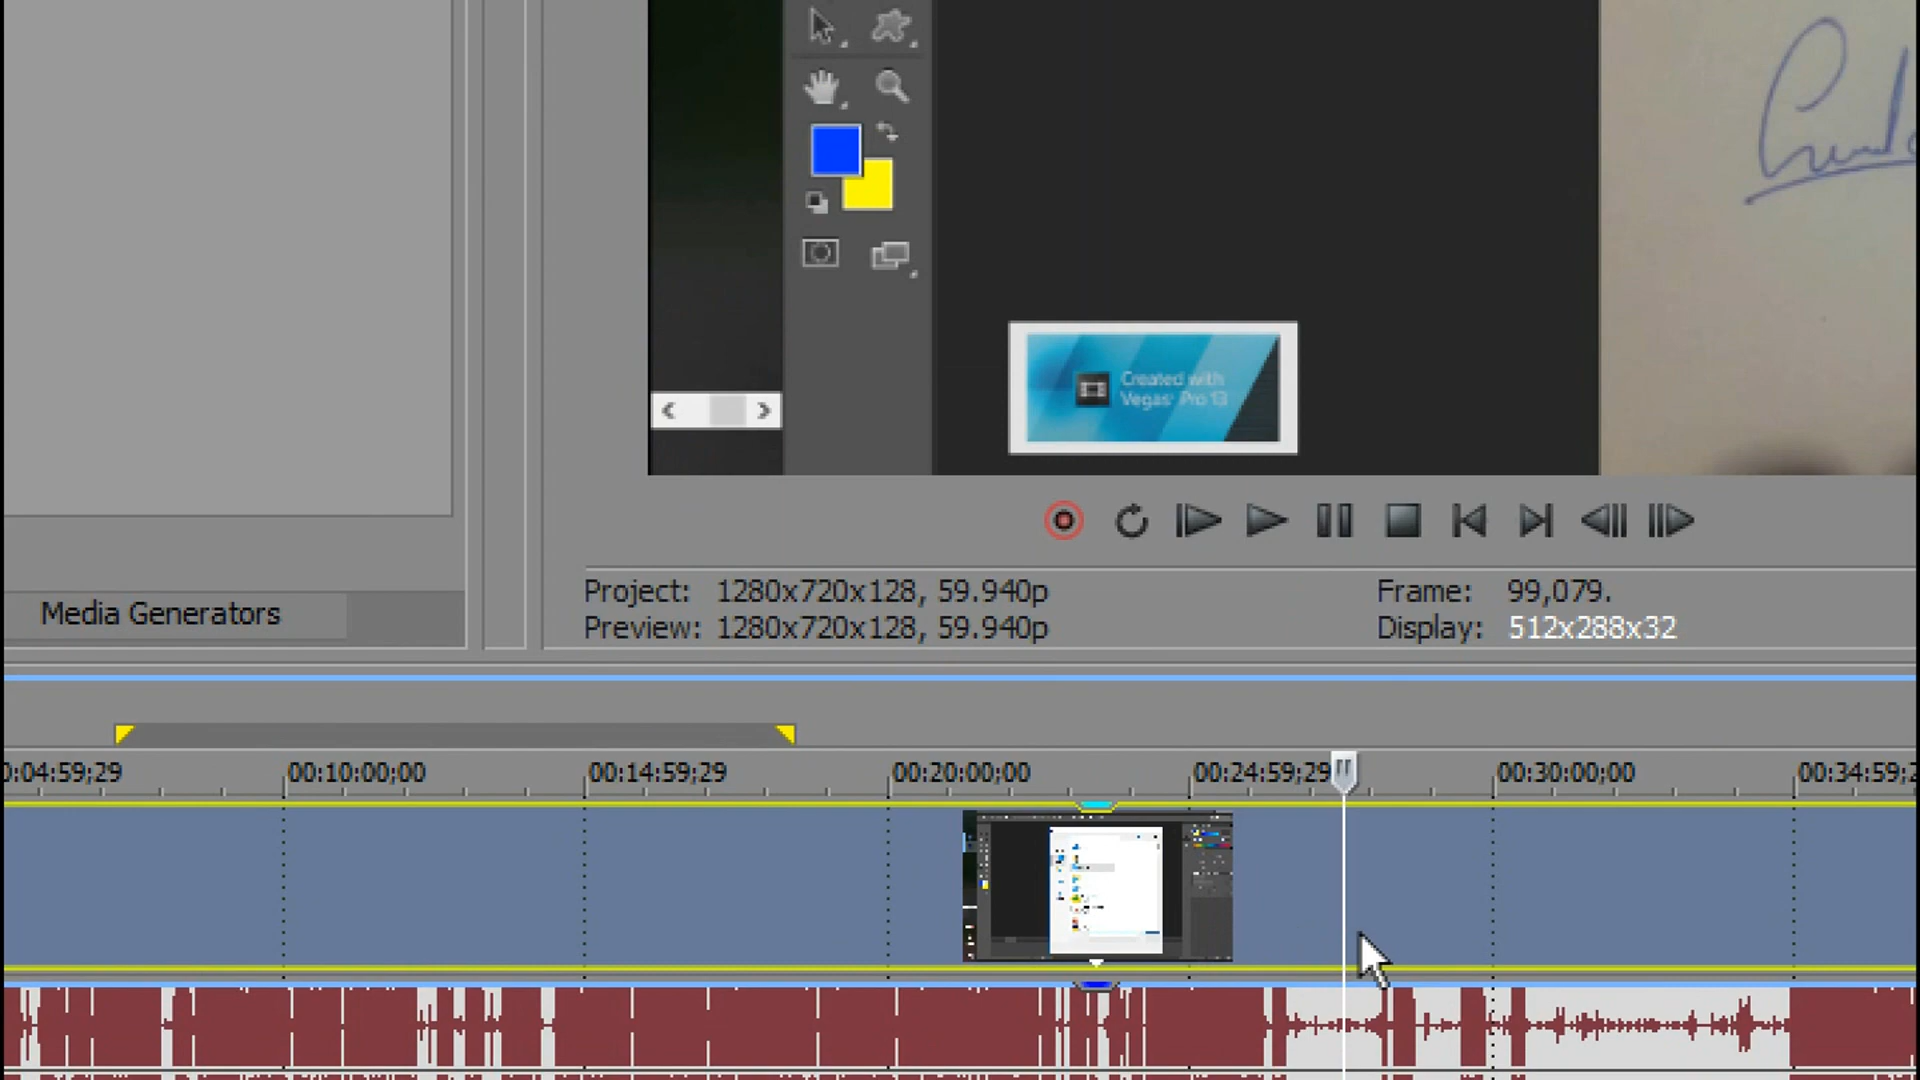 Created with
Vegas Pro 13
Project: 1280x720x128, 59.940p
Frame: 99,079.
Preview: 1280x720x128, 59.940p
Display: 512x288x32
Media Generators
0:04:59;29
00:10:00;00
00:14:59;29
00:20:00;00
00:24:59;29
00:30:00;00
00:34:59;2